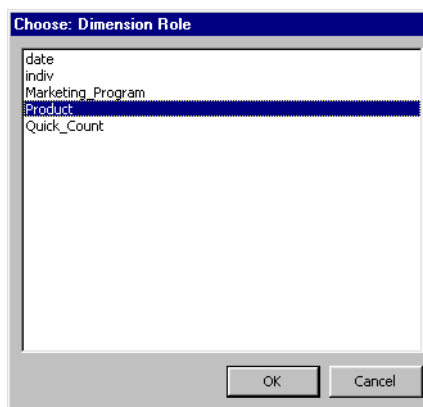 Choose: Dimension Role
date
indiv
Marketing_Program
Product
Quick_Count
OK
Cancel